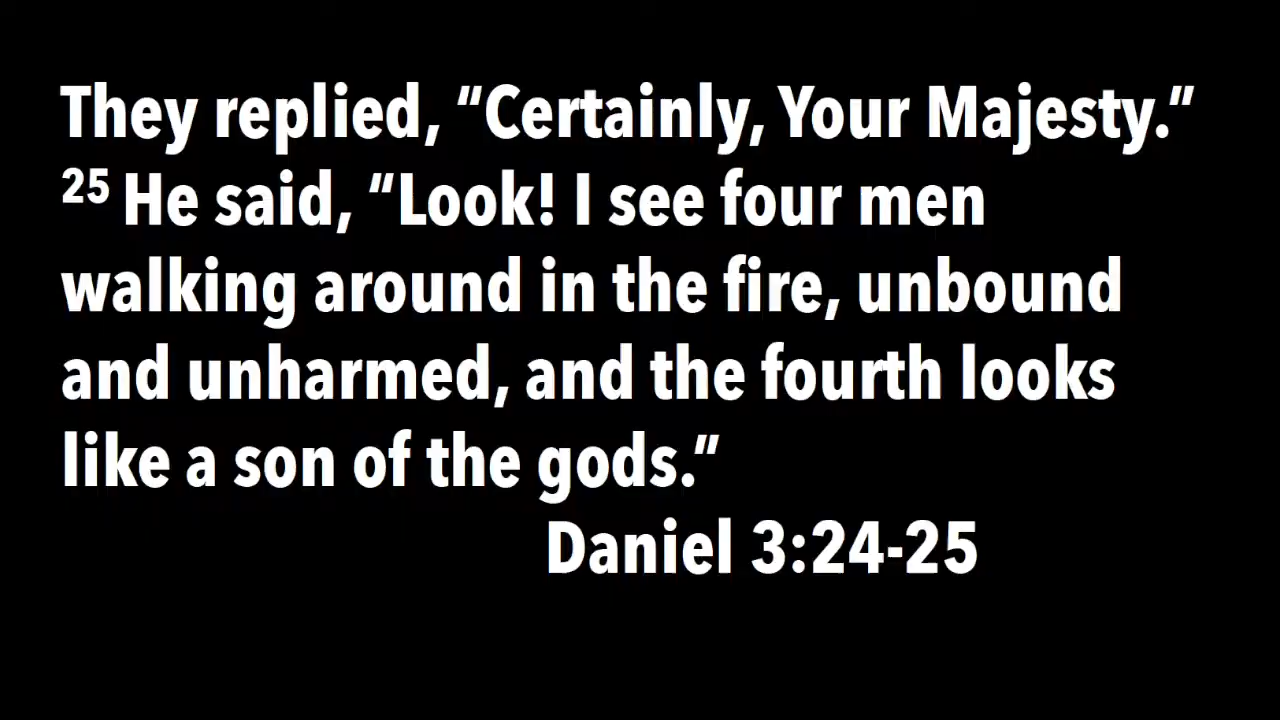 They replied, “Certainly, Your Majesty.”
25 He said, “Look! I see four men
walking around in the fire, unbound
and unharmed, and the fourth looks
like a son of the gods.”
Daniel 3:24-25